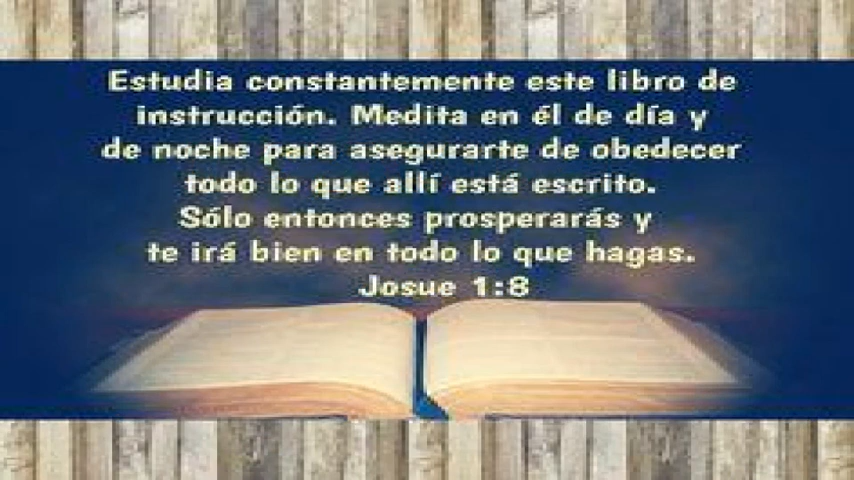 Estudia constantemente este libro de
instrucción. Medita en él de día y
de noche para asegurarte de obedecer
todo lo que allí está escrito.
Sólo entonces prosperarás y
te irá bien en todo lo que hagas.
Josue 1:8